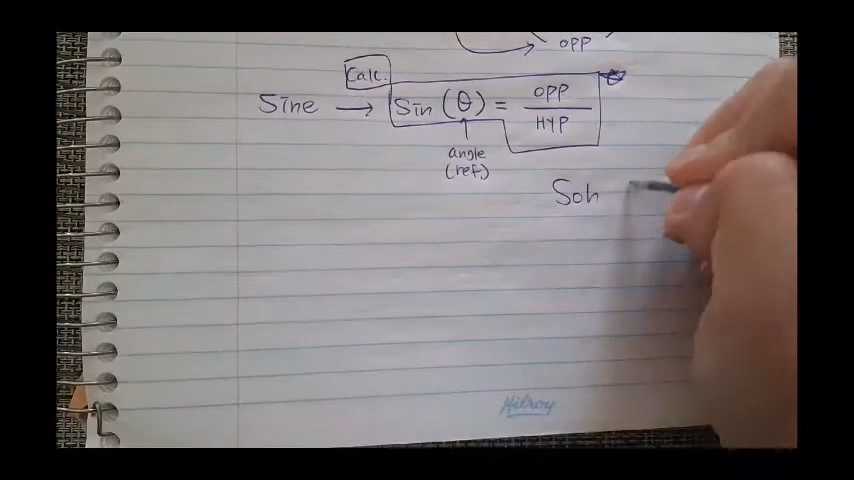 OPP
Calc.
Sine → Sin (θ) = OPP
HYP
angle
(ref.)
Soh
Hilroy